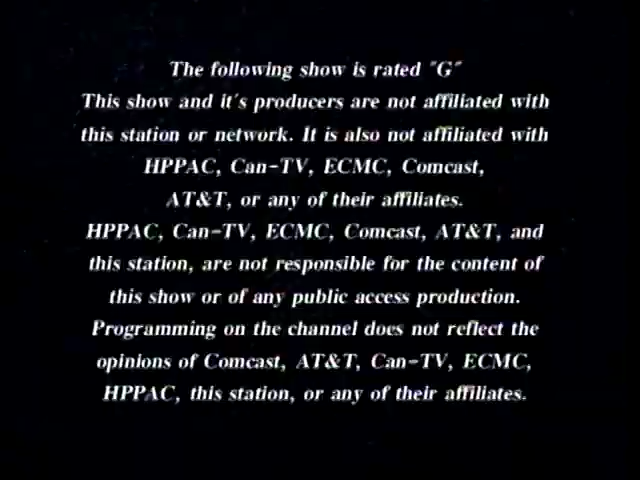 The following show is rated "G"
This show and it's producers are not affiliated with
this station or network. It is also not affiliated with
HPPAC, Can-TV, ECMC, Comcast,
AT&T, or any of their affiliates.
HPPAC, Can-TV, ECMC, Comcast, AT&T, and
this station, are not responsible for the content of
this show or of any public access production.
Programming on the channel does not reflect the
opinions of Comcast, AT&T, Can-TV, ECMC,
HPPAC, this station, or any of their affiliates.